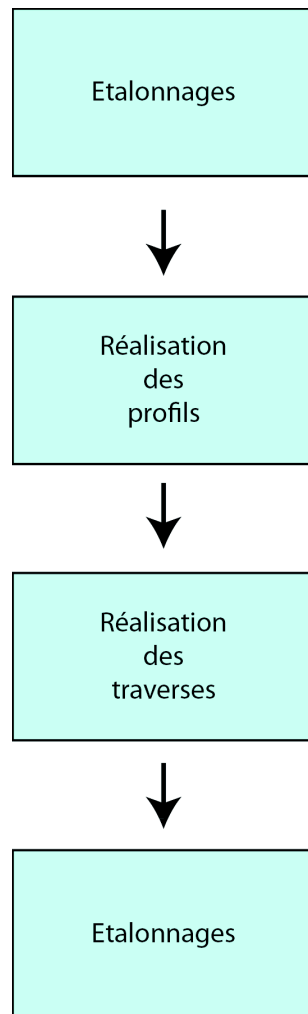 Etalonnages
Réalisation
des
profils
Réalisation
des
traverses
Etalonnages